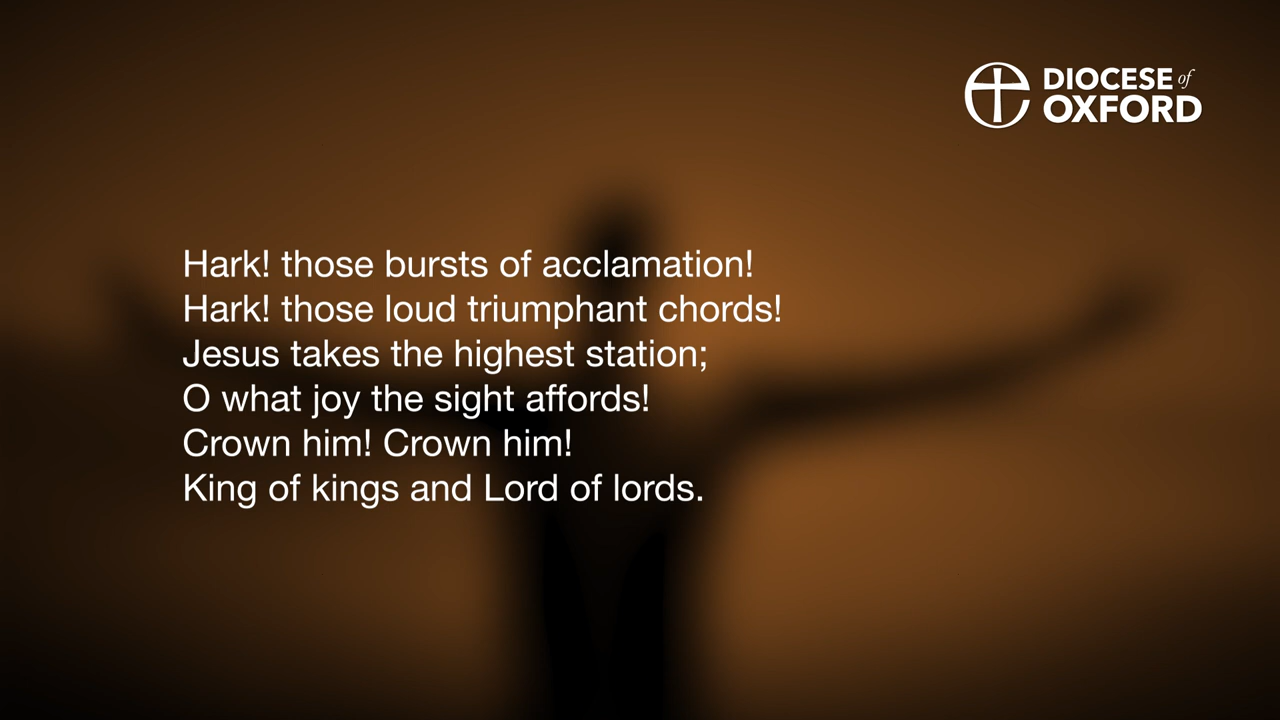 DIOCESE of
OXFORD
Hark! those bursts of acclamation!
Hark! those loud triumphant chords!
Jesus takes the highest station;
O what joy the sight affords!
Crown him! Crown him!
King of kings and Lord of lords.